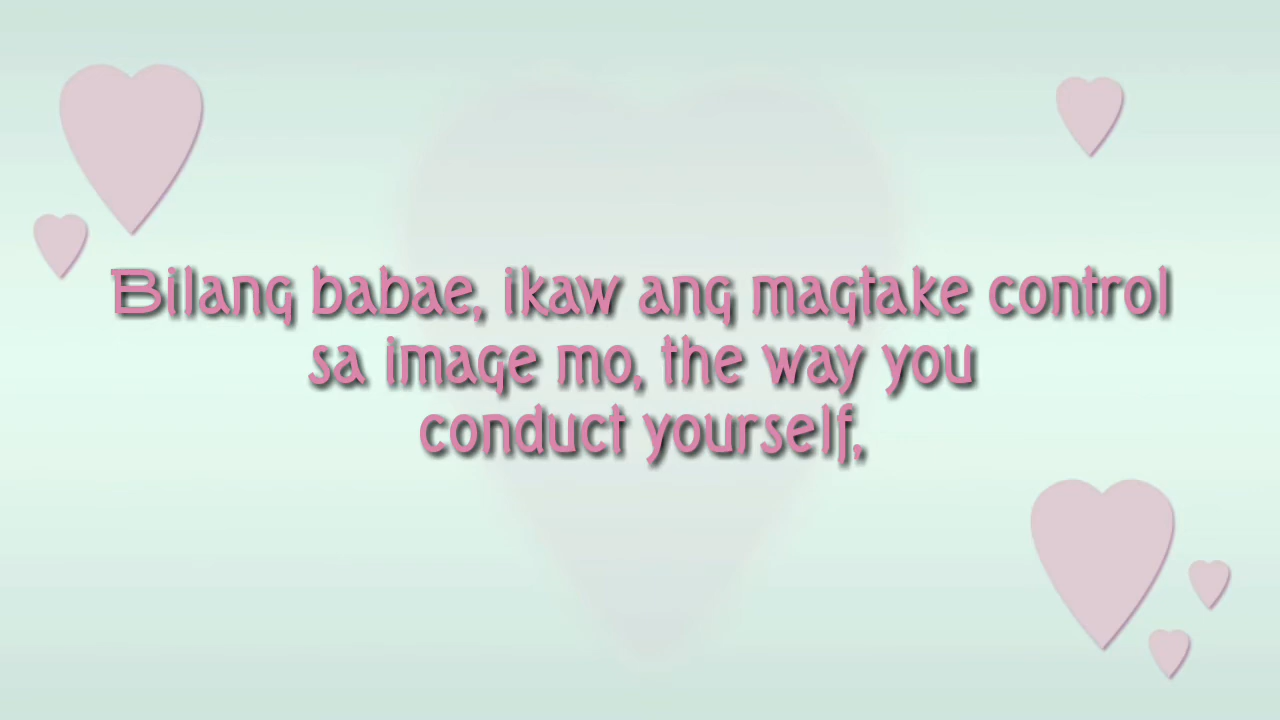 Bilang babae, ikaw ang magtake control
sa image mo, the way you
conduct yourself,